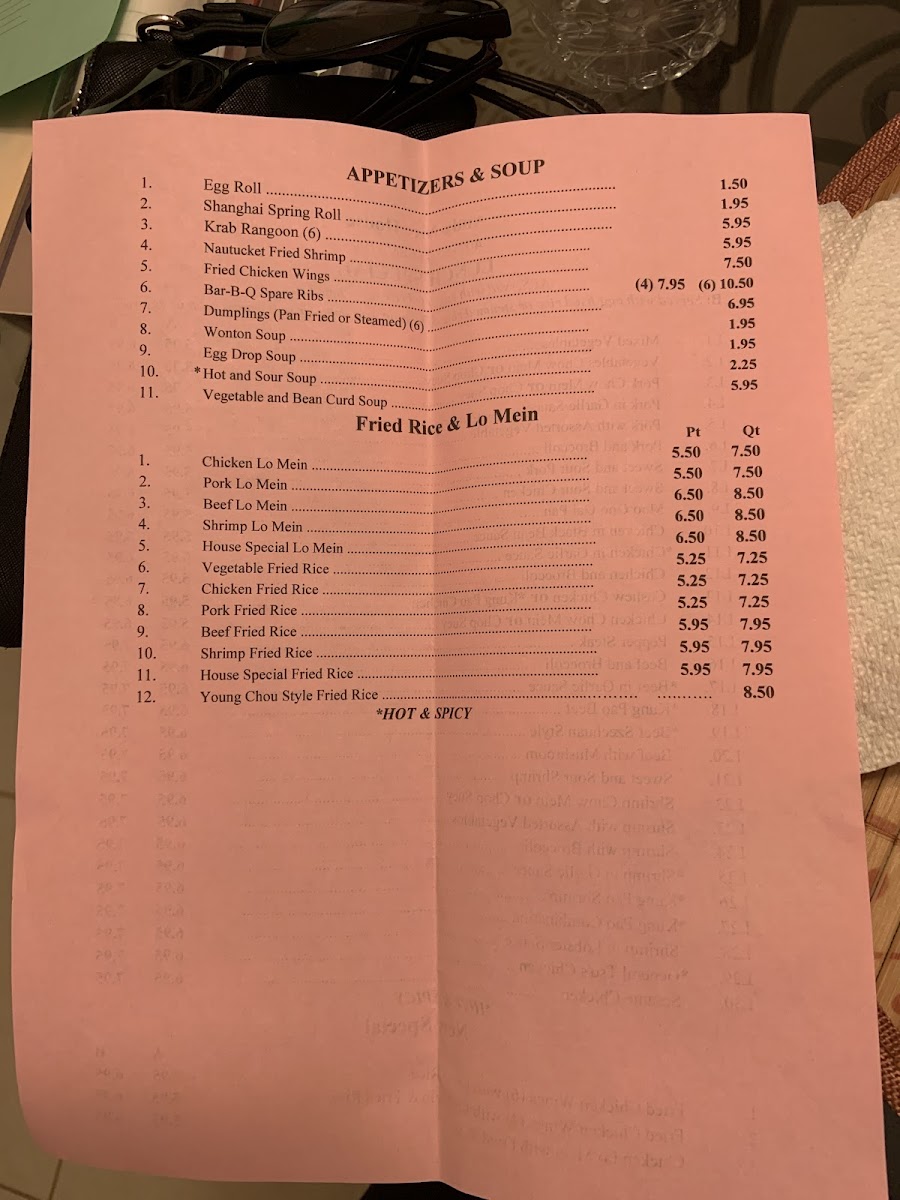 APPETIZERS & SOUP
1. Egg Roll 1.50
2. Shanghai Spring Roll 1.95
3. Krab Rangoon (6) 5.95
4. Nautucket Fried Shrimp 5.95
5. Fried Chicken Wings 7.50
6. Bar-B-Q Spare Ribs (4) 7.95 (6) 10.50
7. Dumplings (Pan Fried or Steamed) (6) 6.95
8. Wonton Soup 1.95
9. Egg Drop Soup 1.95
10. *Hot and Sour Soup 2.25
11. Vegetable and Bean Curd Soup 5.95
Fried Rice & Lo Mein
Pt Qt
1. Chicken Lo Mein 5.50 7.50
2. Pork Lo Mein 5.50 7.50
3. Beef Lo Mein 6.50 8.50
4. Shrimp Lo Mein 6.50 8.50
5. House Special Lo Mein 6.50 8.50
6. Vegetable Fried Rice 5.25 7.25
7. Chicken Fried Rice 5.25 7.25
8. Pork Fried Rice 5.25 7.25
9. Beef Fried Rice 5.95 7.95
10. Shrimp Fried Rice 5.95 7.95
11. House Special Fried Rice 5.95 7.95
12. Young Chou Style Fried Rice 8.50
*HOT & SPICY